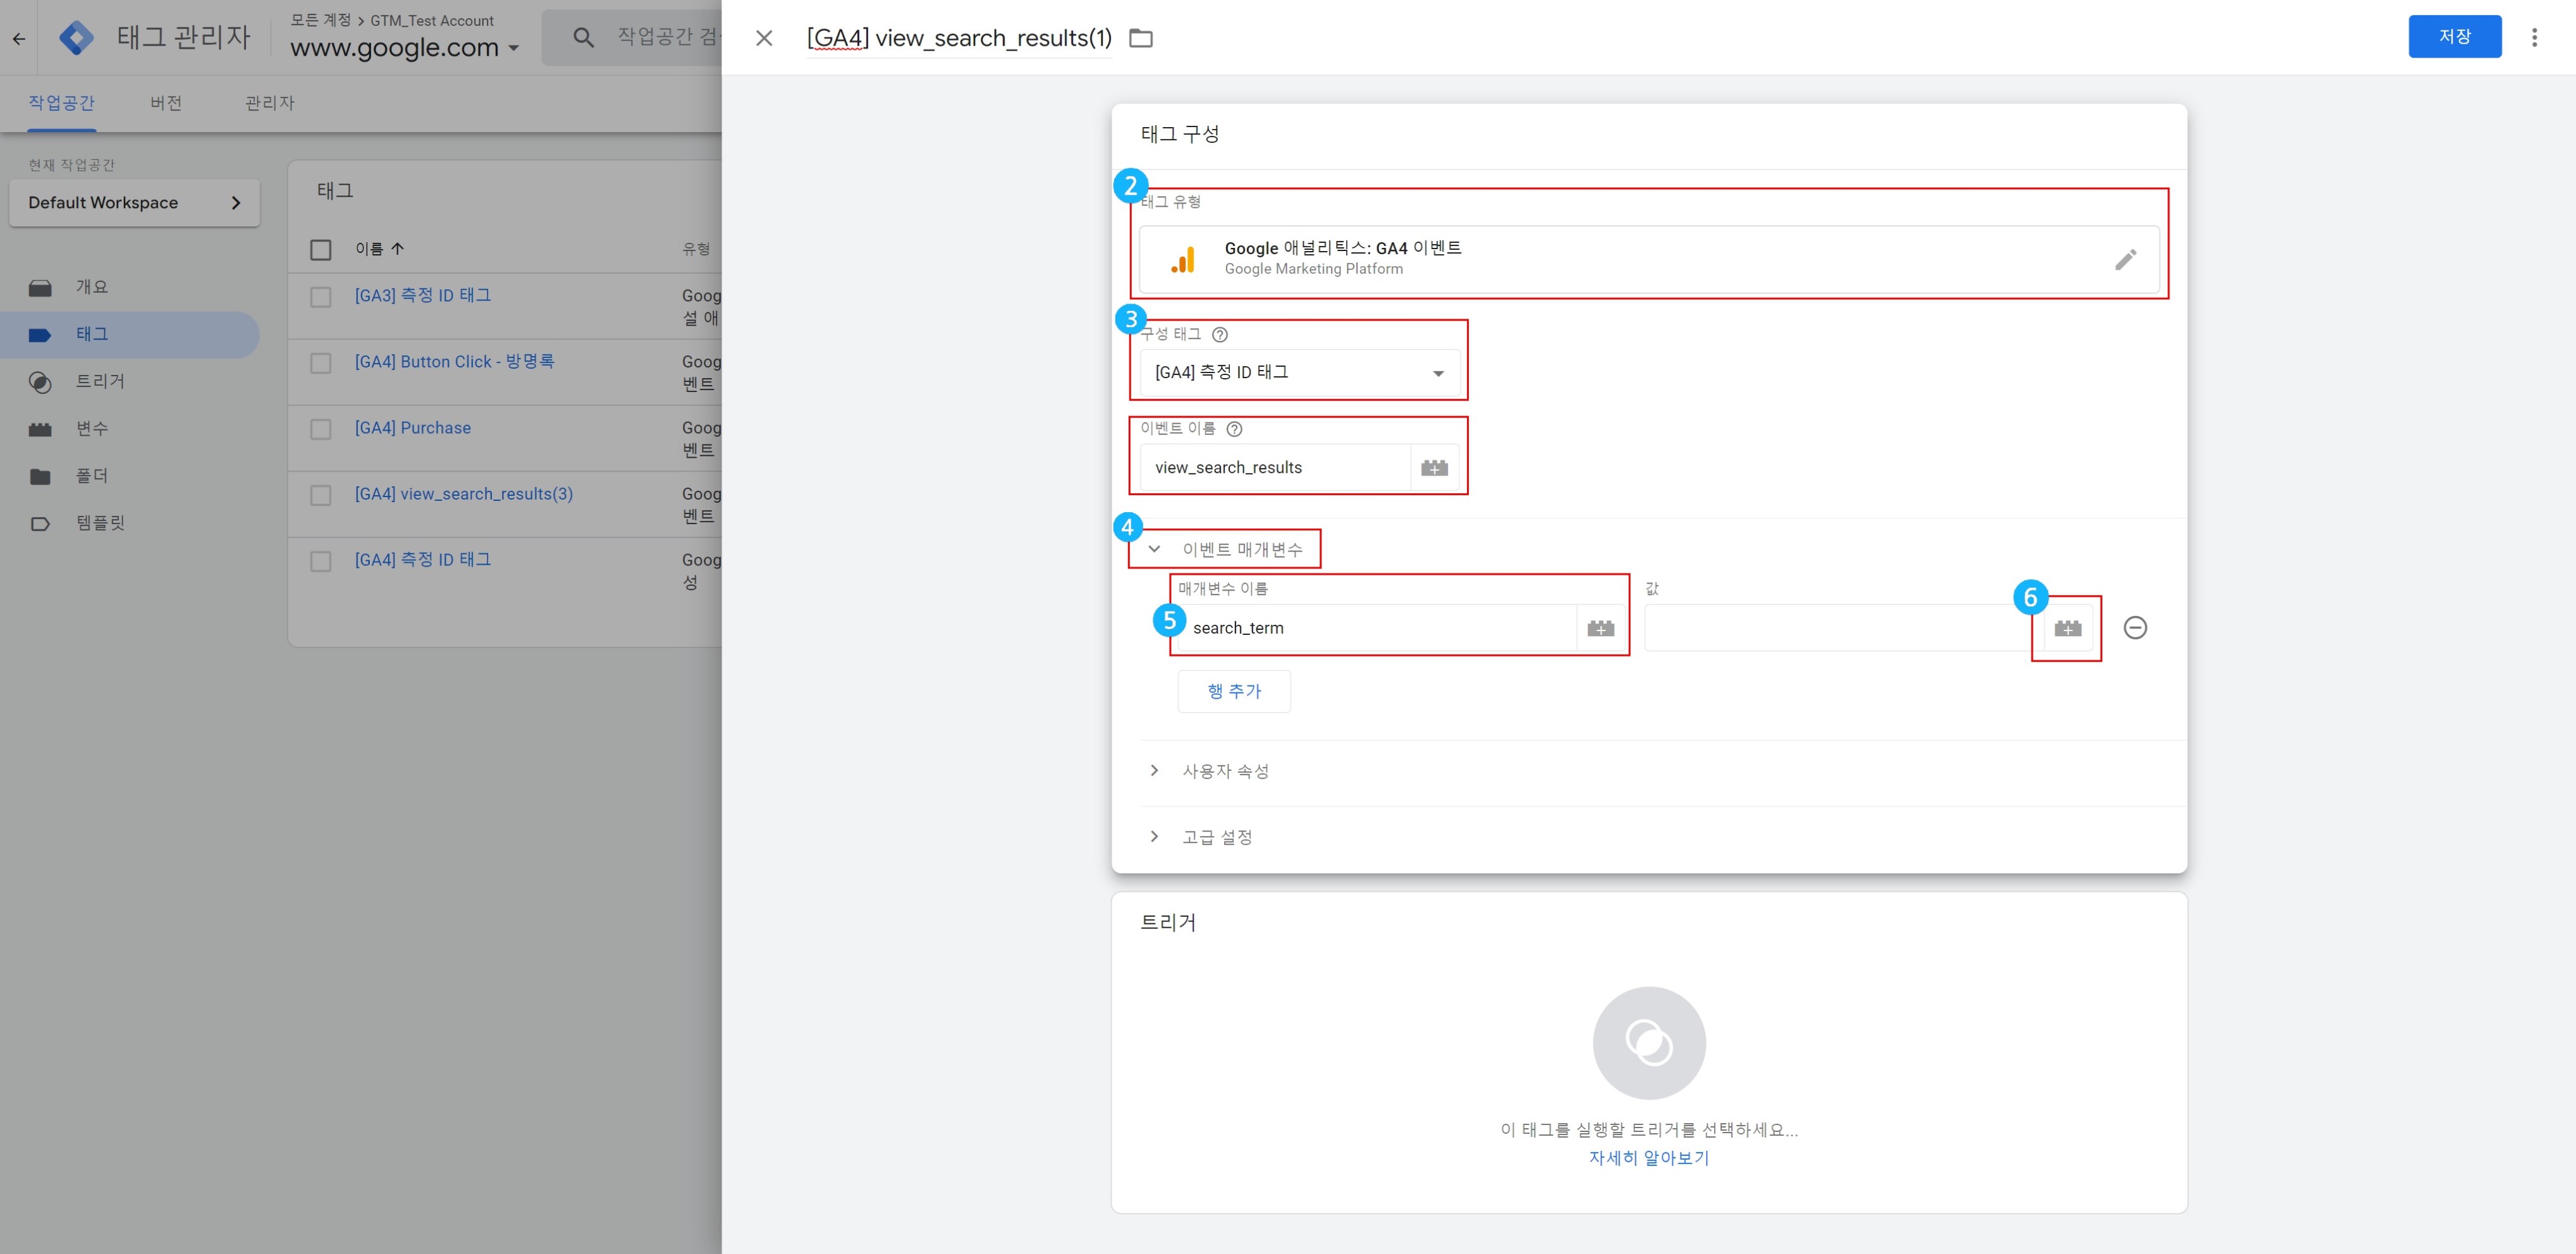 모든 계정 > GTM_Test Account
태그 관리자
www.google.com
작업공간 검
[GA4] view_search_results(1)
저장
작업공간
버전
관리자
현재 작업공간
Default Workspace
개요
태그
트리거
변수
폴더
템플릿
태그
이름
유형
[GA3] 측정 ID 태그
Goog
설 애
[GA4] Button Click - 방명록
Goog
벤트
[GA4] Purchase
Goog
벤트
[GA4] view_search_results(3)
Goog
벤트
[GA4] 측정 ID 태그
Goog
성
태그 구성
2
태그 유형
Google 애널리틱스: GA4 이벤트
Google Marketing Platform
3
구성 태그
[GA4] 측정 ID 태그
이벤트 이름
view_search_results
4
이벤트 매개변수
매개변수 이름
값
5
search_term
6
행 추가
사용자 속성
고급 설정
트리거
이 태그를 실행할 트리거를 선택하세요...
자세히 알아보기